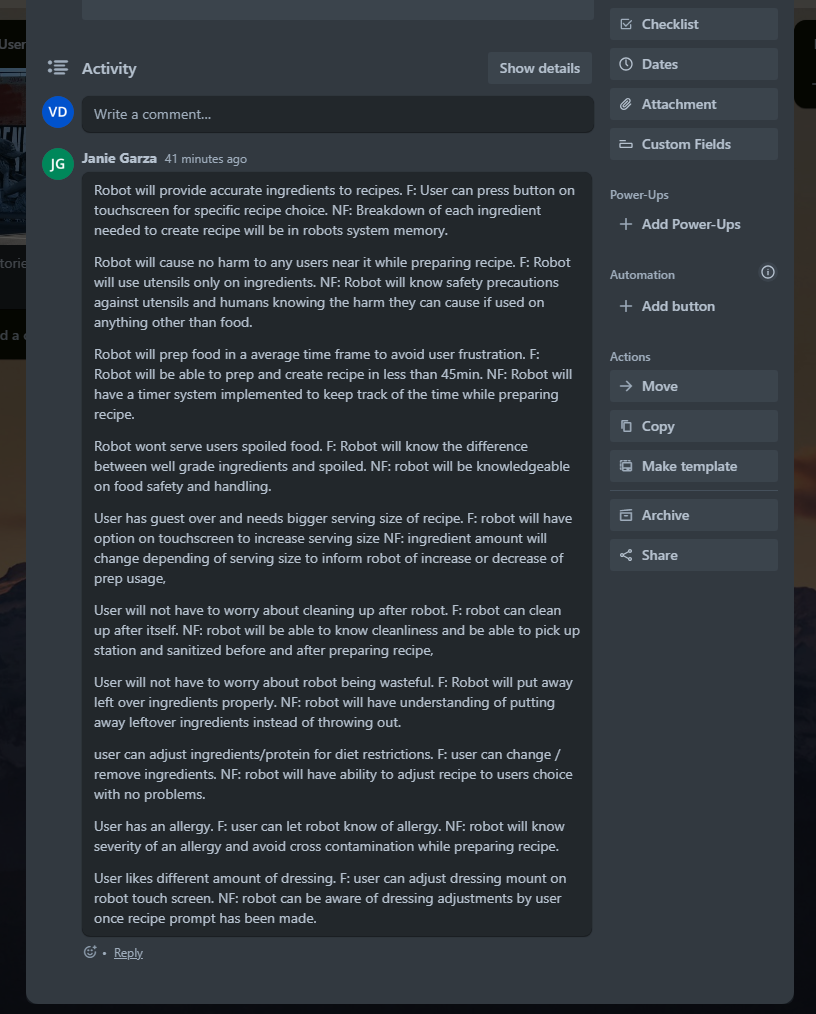 User
Checklist
Activity
Show details
Dates
VD
Write a comment...
Attachment
Custom Fields
JG
Janie Garza 41 minutes ago
Robot will provide accurate ingredients to recipes. F: User can press button on
touchscreen for specific recipe choice. NF: Breakdown of each ingredient
needed to create recipe will be in robots system memory.
Robot will cause no harm to any users near it while preparing recipe. F: Robot
will use utensils only on ingredients. NF: Robot will know safety precautions
against utensils and humans knowing the harm they can cause if used on
anything other than food.
Robot will prep food in a average time frame to avoid user frustration. F:
Robot will be able to prep and create recipe in less than 45min. NF: Robot will
have a timer system implemented to keep track of the time while preparing
recipe.
Robot wont serve users spoiled food. F: Robot will know the difference
between well grade ingredients and spoiled. NF: robot will be knowledgeable
on food safety and handling.
User has guest over and needs bigger serving size of recipe. F: robot will have
option on touchscreen to increase serving size NF: ingredient amount will
change depending of serving size to inform robot of increase or decrease of
prep usage,
User will not have to worry about cleaning up after robot. F: robot can clean
up after itself. NF: robot will be able to know cleanliness and be able to pick up
station and sanitized before and after preparing recipe,
User will not have to worry about robot being wasteful. F: Robot will put away
left over ingredients properly. NF: robot will have understanding of putting
away leftover ingredients instead of throwing out.
user can adjust ingredients/protein for diet restrictions. F: user can change /
remove ingredients. NF: robot will have ability to adjust recipe to users choice
with no problems.
User has an allergy. F: user can let robot know of allergy. NF: robot will know
severity of an allergy and avoid cross contamination while preparing recipe.
User likes different amount of dressing. F: user can adjust dressing mount on
robot touch screen. NF: robot can be aware of dressing adjustments by user
once recipe prompt has been made.
• Reply
Power-Ups
+ Add Power-Ups
Automation
+ Add button
Actions
Move
Copy
Make template
Archive
Share